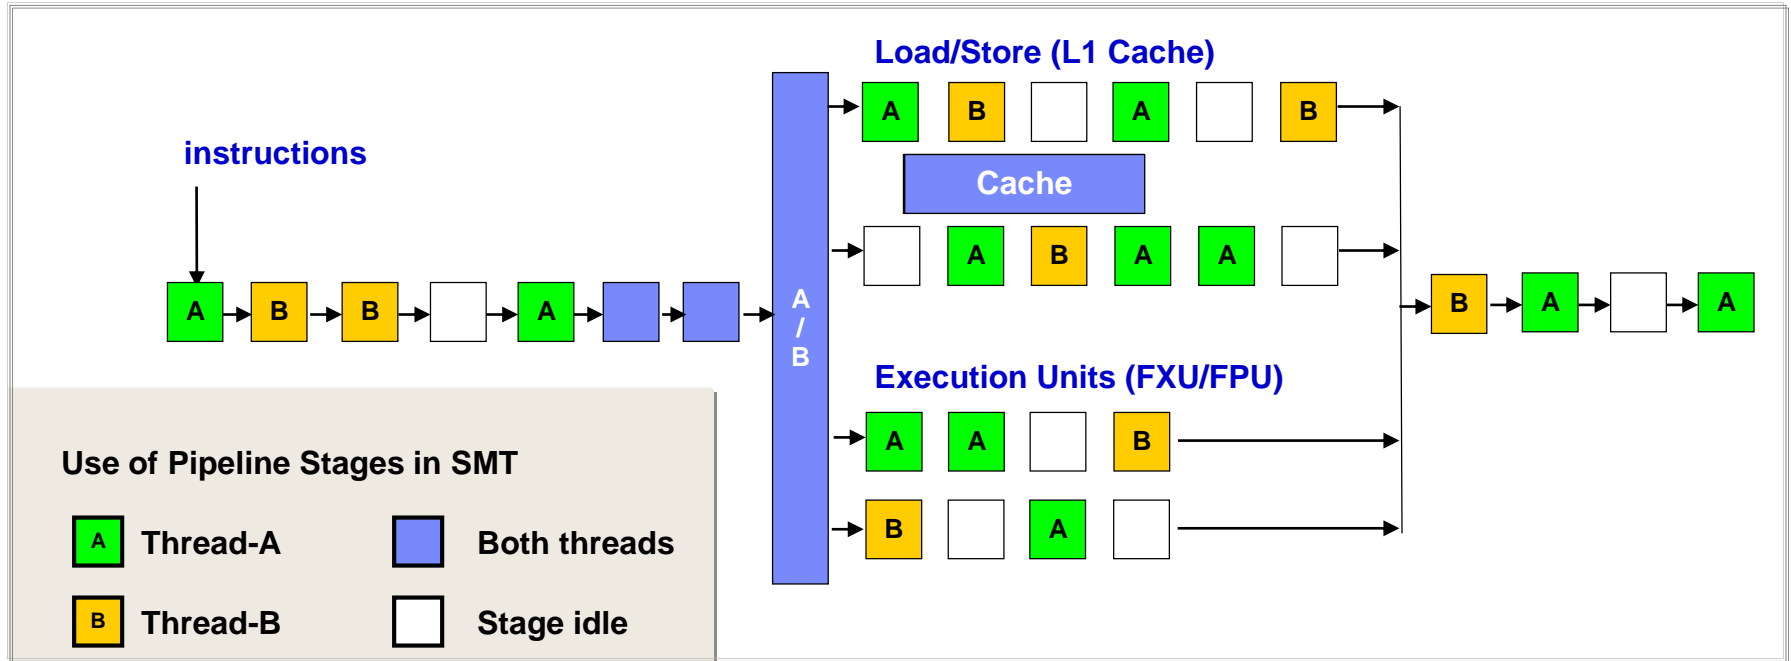 Load/Store (L1 Cache)
A B A B
instructions
Cache
A B A A
A B B A
A
/
B
B A A
Execution Units (FXU/FPU)
A A B
B A
Use of Pipeline Stages in SMT
A Thread-A Both threads
B Thread-B Stage idle